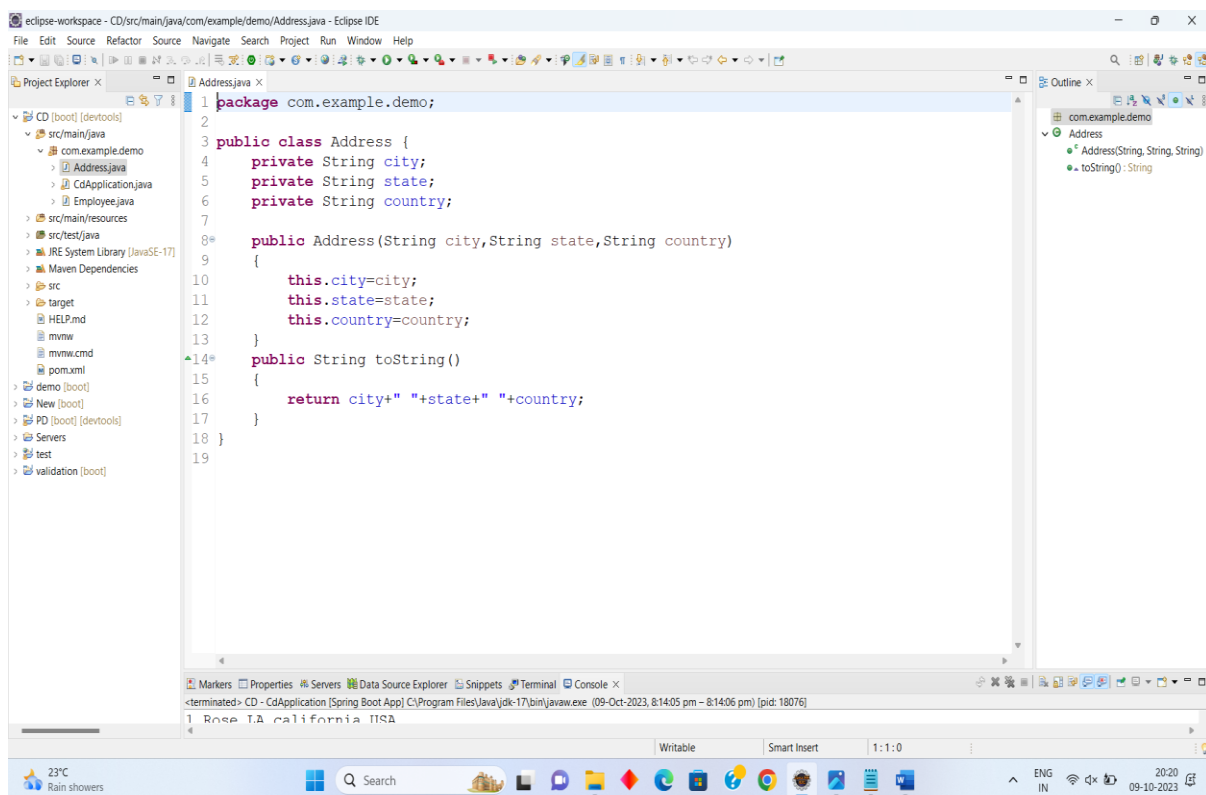 eclipse-workspace - CD/src/main/java/com/example/demo/Address.java - Eclipse IDE
File Edit Source Refactor Source Navigate Search Project Run Window Help
Project Explorer
CD [boot] [devtools]
src/main/java
com.example.demo
Address.java
CdApplication.java
Employee.java
src/main/resources
src/test/java
JRE System Library [JavaSE-17]
Maven Dependencies
src
target
HELP.md
mvnw
mvnw.cmd
pom.xml
demo [boot]
New [boot]
PD [boot] [devtools]
Servers
test
validation [boot]
Address.java
1 package com.example.demo;
2
3 public class Address {
4     private String city;
5     private String state;
6     private String country;
7
8     public Address(String city,String state,String country)
9     {
10         this.city=city;
11         this.state=state;
12         this.country=country;
13     }
14     public String toString()
15     {
16         return city+" "+state+" "+country;
17     }
18 }
19
Outline
com.example.demo
Address
Address(String, String, String)
toString() : String
Markers Properties Servers Data Source Explorer Snippets Terminal Console
<terminated> CD - CdApplication [Spring Boot App] C:\Program Files\Java\jdk-17\bin\javaw.exe (09-Oct-2023, 8:14:05 pm – 8:14:06 pm) [pid: 18076]
1 Rose LA california USA
Writable Smart Insert 1:1:0
23°C
Rain showers
Search
ENG
IN
20:20
09-10-2023